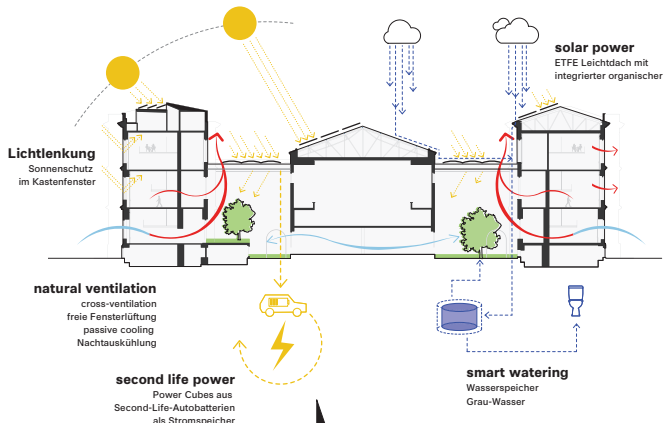 solar power
ETFE Leichtdach mit
integrierter organischer
Lichtlenkung
Sonnenschutz
im Kastenfenster
natural ventilation
cross-ventilation
freie Fensterlüftung
passive cooling
Nachtauskühlung
second life power
Power Cubes aus
Second-Life-Autobatterien
als Stromspeicher
smart watering
Wasserspeicher
Grau-Wasser